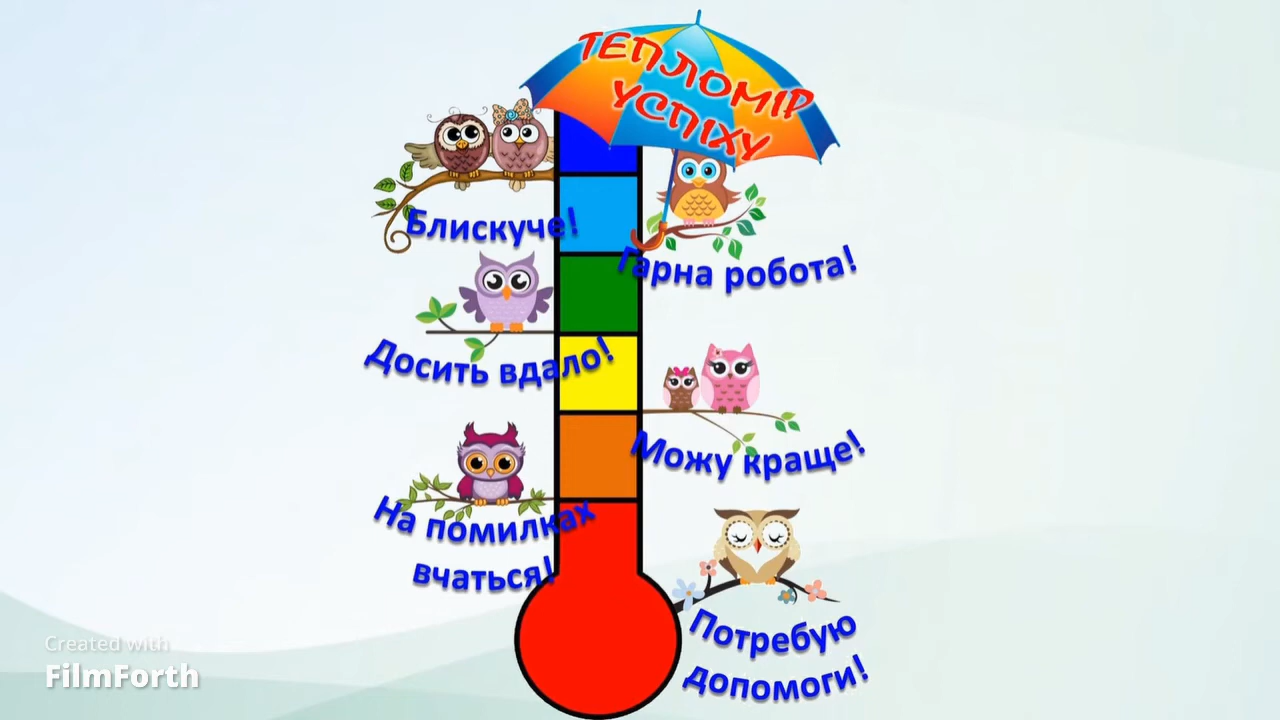 ТЕПЛОМІР
УСПІХУ
Блискуче!
Гарна робота!
Досить вдало!
Можу краще!
На помилках
вчаться!
Потребую
допомоги!
Created with
FilmForth